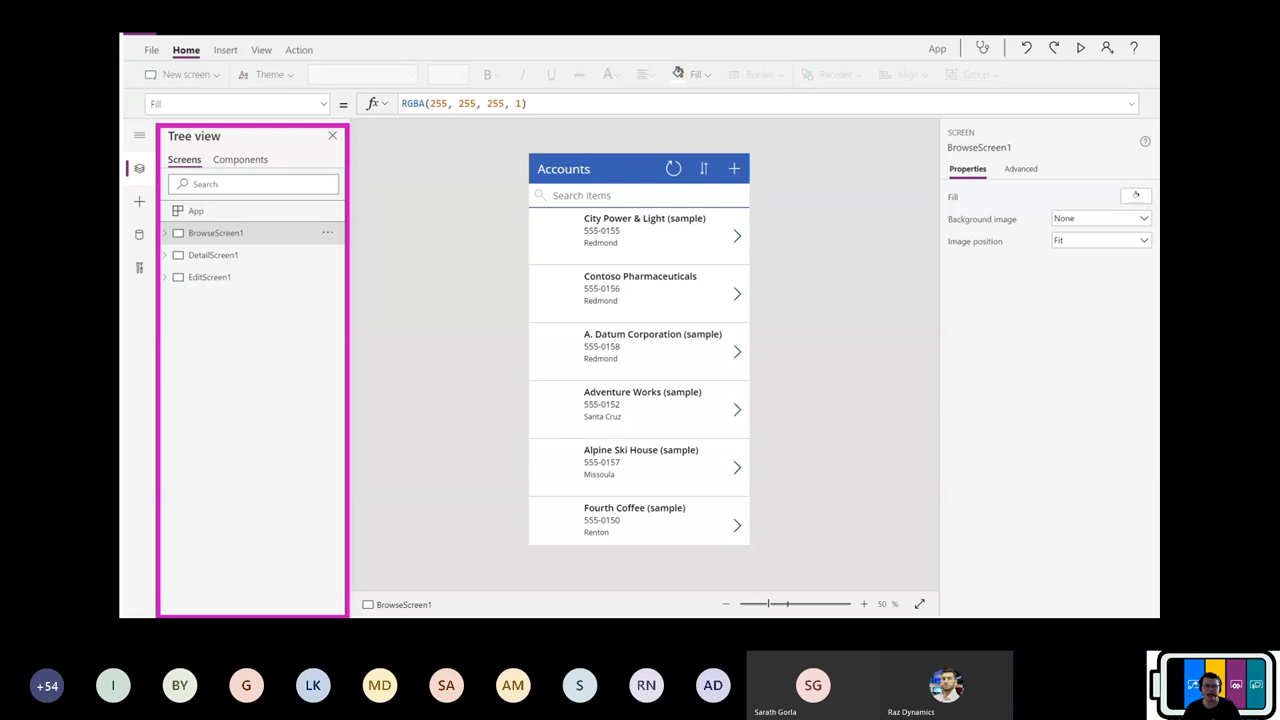 File Home Insert View Action App
New screen Theme B I U A Fill Border Reorder Align Group
Fill = fx RGBA(255, 255, 255, 1)
Tree view
Screens Components
Search
App
BrowseScreen1
DetailScreen1
EditScreen1
Accounts
Search items
City Power & Light (sample)
555-0155
Redmond
Contoso Pharmaceuticals
555-0156
Redmond
A. Datum Corporation (sample)
555-0158
Redmond
Adventure Works (sample)
555-0152
Santa Cruz
Alpine Ski House (sample)
555-0157
Missoula
Fourth Coffee (sample)
555-0150
Renton
BrowseScreen1 50 %
SCREEN
BrowseScreen1
Properties Advanced
Fill
Background image None
Image position Fit
+54 I BY G LK MD SA AM S RN AD SG
Sarath Gorla Raz Dynamics